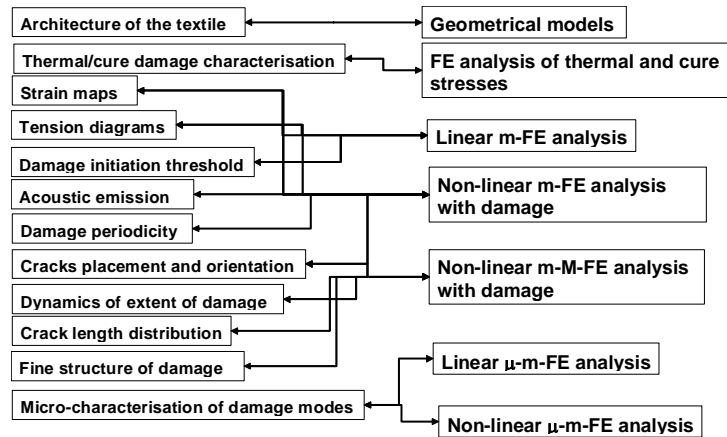 Architecture of the textile
Thermal/cure damage characterisation
Strain maps
Tension diagrams
Damage initiation threshold
Acoustic emission
Damage periodicity
Cracks placement and orientation
Dynamics of extent of damage
Crack length distribution
Fine structure of damage
Micro-characterisation of damage modes
Geometrical models
FE analysis of thermal and cure
stresses
Linear m-FE analysis
Non-linear m-FE analysis
with damage
Non-linear m-M-FE analysis
with damage
Linear μ-m-FE analysis
Non-linear μ-m-FE analysis